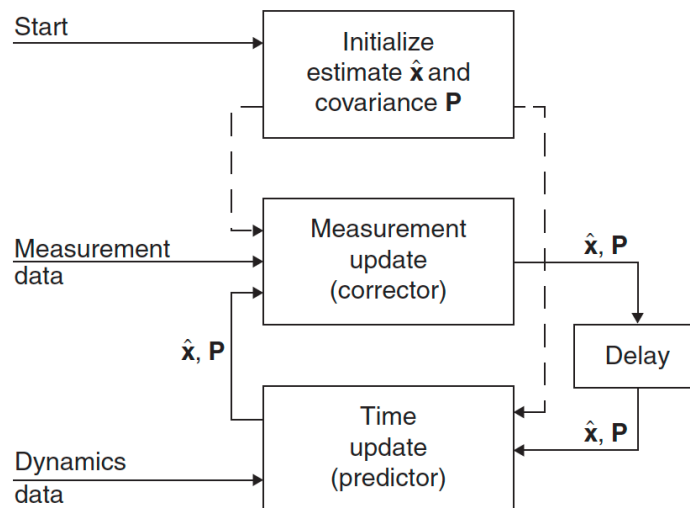 Start
Initialize
estimate x̂ and
covariance P
Measurement
data
Measurement
update
(corrector)
x̂, P
Delay
x̂, P
x̂, P
Time
update
(predictor)
Dynamics
data